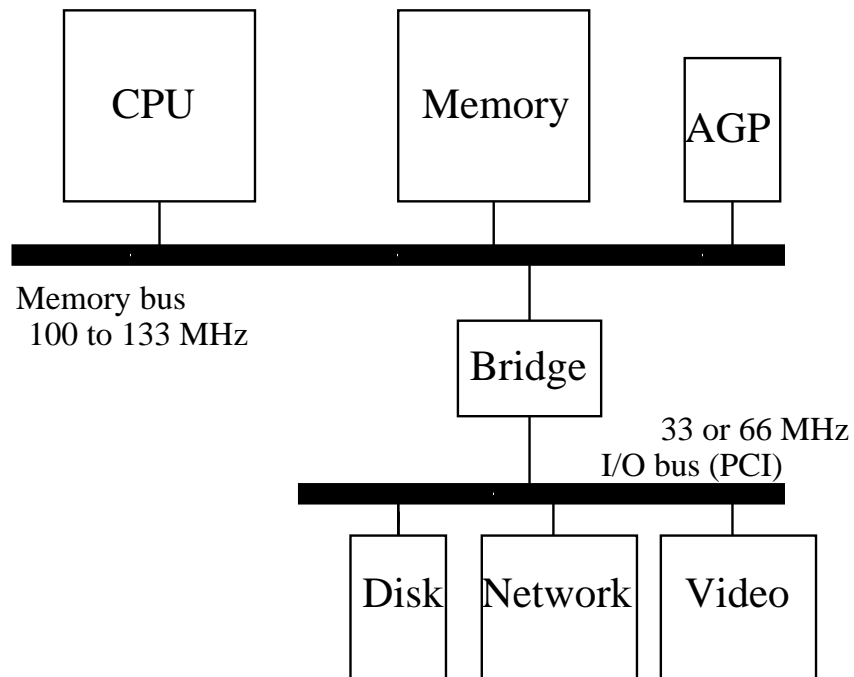 CPU
Memory
AGP
Memory bus
100 to 133 MHz
Bridge
33 or 66 MHz
I/O bus (PCI)
Disk
Network
Video